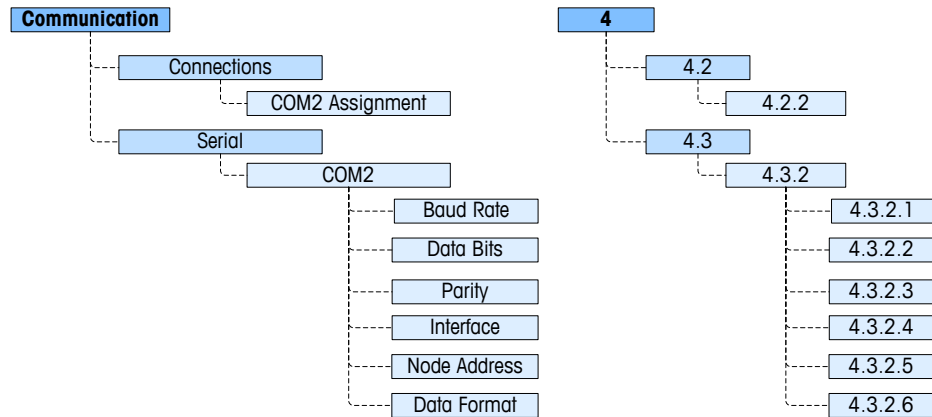 Communication
4
Connections
4.2
COM2 Assignment
4.2.2
Serial
4.3
COM2
4.3.2
Baud Rate
4.3.2.1
Data Bits
4.3.2.2
Parity
4.3.2.3
Interface
4.3.2.4
Node Address
4.3.2.5
Data Format
4.3.2.6